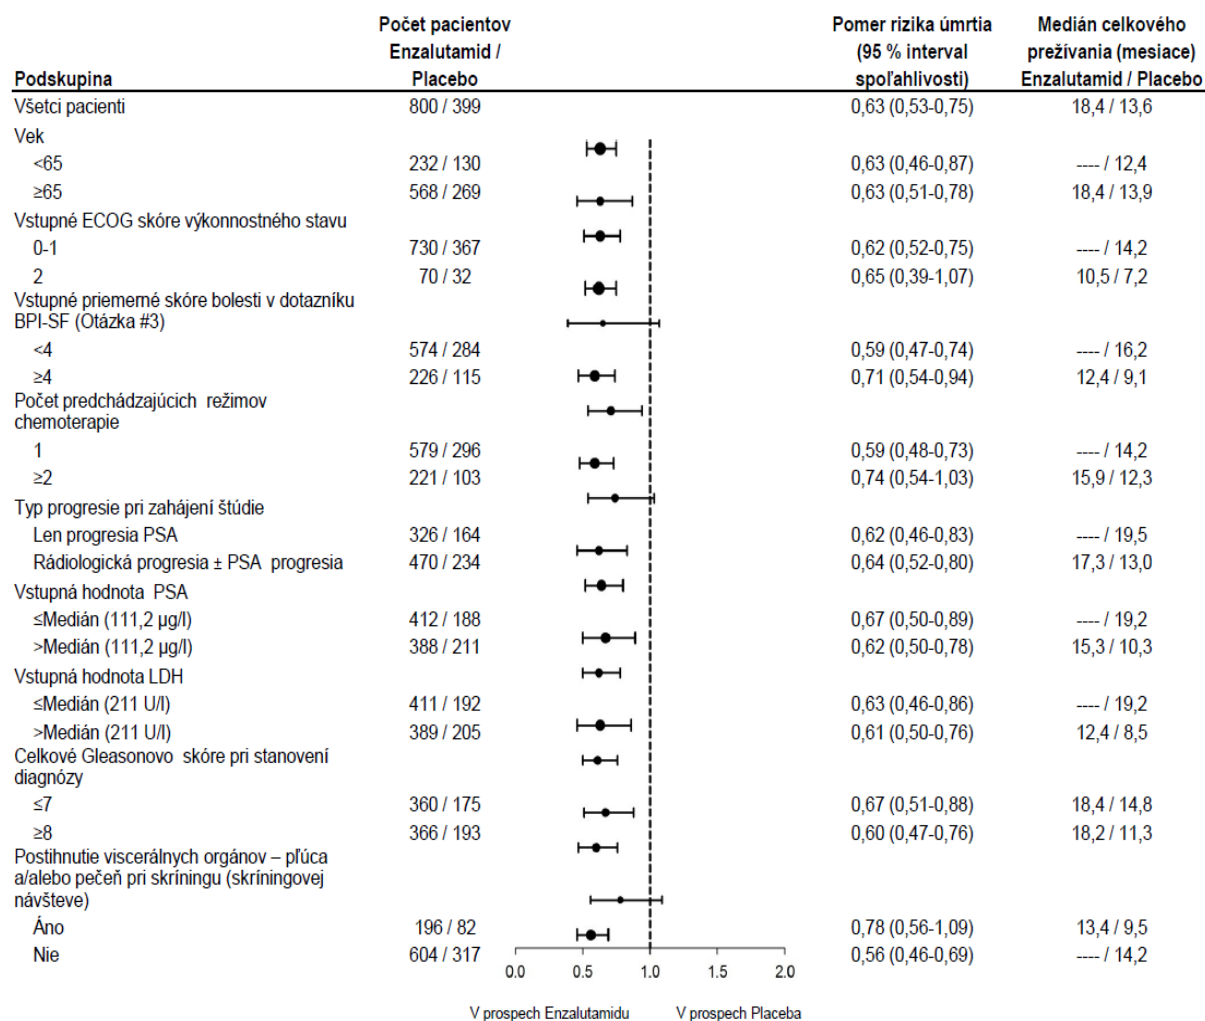 Podskupina Počet pacientov Enzalutamid / Placebo Pomer rizika úmrtia (95 % interval spoľahlivosti) Medián celkového prežívania (mesiace) Enzalutamid / Placebo
Všetci pacienti 800 / 399 0,63 (0,53-0,75) 18,4 / 13,6
Vek
<65 232 / 130 0,63 (0,46-0,87) ---- / 12,4
≥65 568 / 269 0,63 (0,51-0,78) 18,4 / 13,9
Vstupné ECOG skóre výkonnostného stavu
0-1 730 / 367 0,62 (0,52-0,75) ---- / 14,2
2 70 / 32 0,65 (0,39-1,07) 10,5 / 7,2
Vstupné priemerné skóre bolesti v dotazníku
BPI-SF (Otázka #3)
<4 574 / 284 0,59 (0,47-0,74) ---- / 16,2
≥4 226 / 115 0,71 (0,54-0,94) 12,4 / 9,1
Počet predchádzajúcich režimov
chemoterapie
1 579 / 296 0,59 (0,48-0,73) ---- / 14,2
≥2 221 / 103 0,74 (0,54-1,03) 15,9 / 12,3
Typ progresie pri zahájení štúdie
Len progresia PSA 326 / 164 0,62 (0,46-0,83) ---- / 19,5
Rádiologická progresia ± PSA progresia 470 / 234 0,64 (0,52-0,80) 17,3 / 13,0
Vstupná hodnota PSA
≤Medián (111,2 µg/l) 412 / 188 0,67 (0,50-0,89) ---- / 19,2
>Medián (111,2 µg/l) 388 / 211 0,62 (0,50-0,78) 15,3 / 10,3
Vstupná hodnota LDH
≤Medián (211 U/l) 411 / 192 0,63 (0,46-0,86) ---- / 19,2
>Medián (211 U/l) 389 / 205 0,61 (0,50-0,76) 12,4 / 8,5
Celkové Gleasonovo skóre pri stanovení
diagnózy
≤7 360 / 175 0,67 (0,51-0,88) 18,4 / 14,8
≥8 366 / 193 0,60 (0,47-0,76) 18,2 / 11,3
Postihnutie viscerálnych orgánov – pľúca
a/alebo pečeň pri skríningu (skríningovej
návšteve)
Áno 196 / 82 0,78 (0,56-1,09) 13,4 / 9,5
Nie 604 / 317 0,56 (0,46-0,69) ---- / 14,2
0.0 0.5 1.0 1.5 2.0
V prospech Enzalutamidu V prospech Placeba